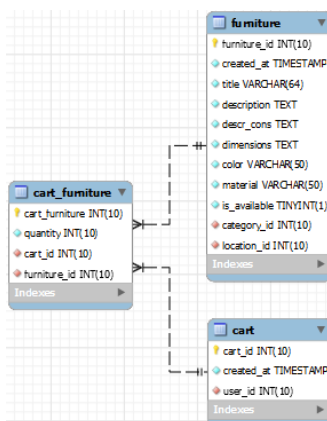 furniture
furniture_id INT(10)
created_at TIMESTAMP
title VARCHAR(64)
description TEXT
descr_cons TEXT
dimensions TEXT
color VARCHAR(50)
material VARCHAR(50)
is_available TINYINT(1)
category_id INT(10)
location_id INT(10)
Indexes
cart_furniture
cart_furniture INT(10)
quantity INT(10)
cart_id INT(10)
furniture_id INT(10)
Indexes
cart
cart_id INT(10)
created_at TIMESTAMP
user_id INT(10)
Indexes